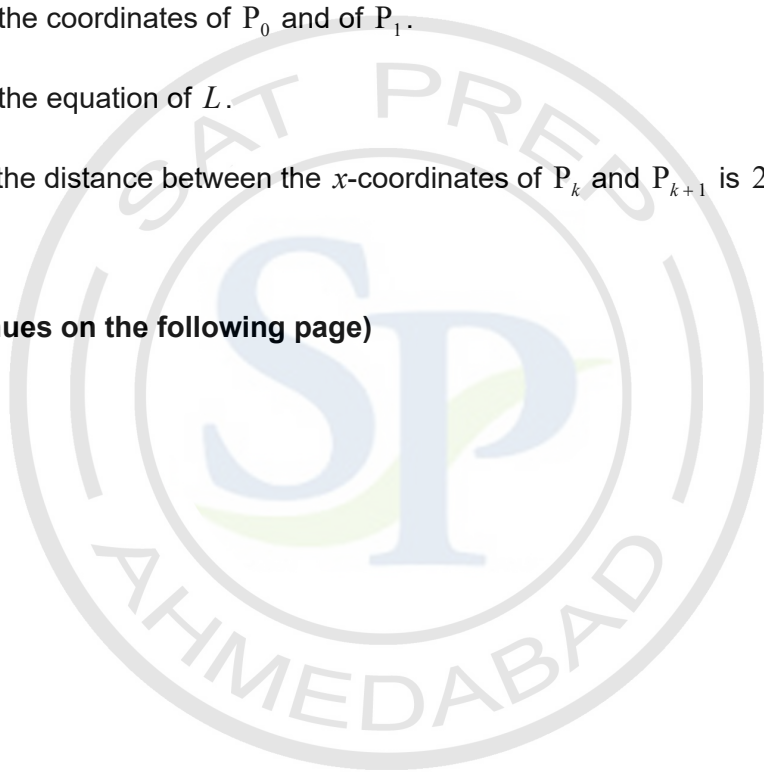 the coordinates of P₀ and of P₁.
the equation of L.
the distance between the x-coordinates of Pₖ and Pₖ₊₁ is 2
nues on the following page)
SAT PREP
SP
AHMEDABAD